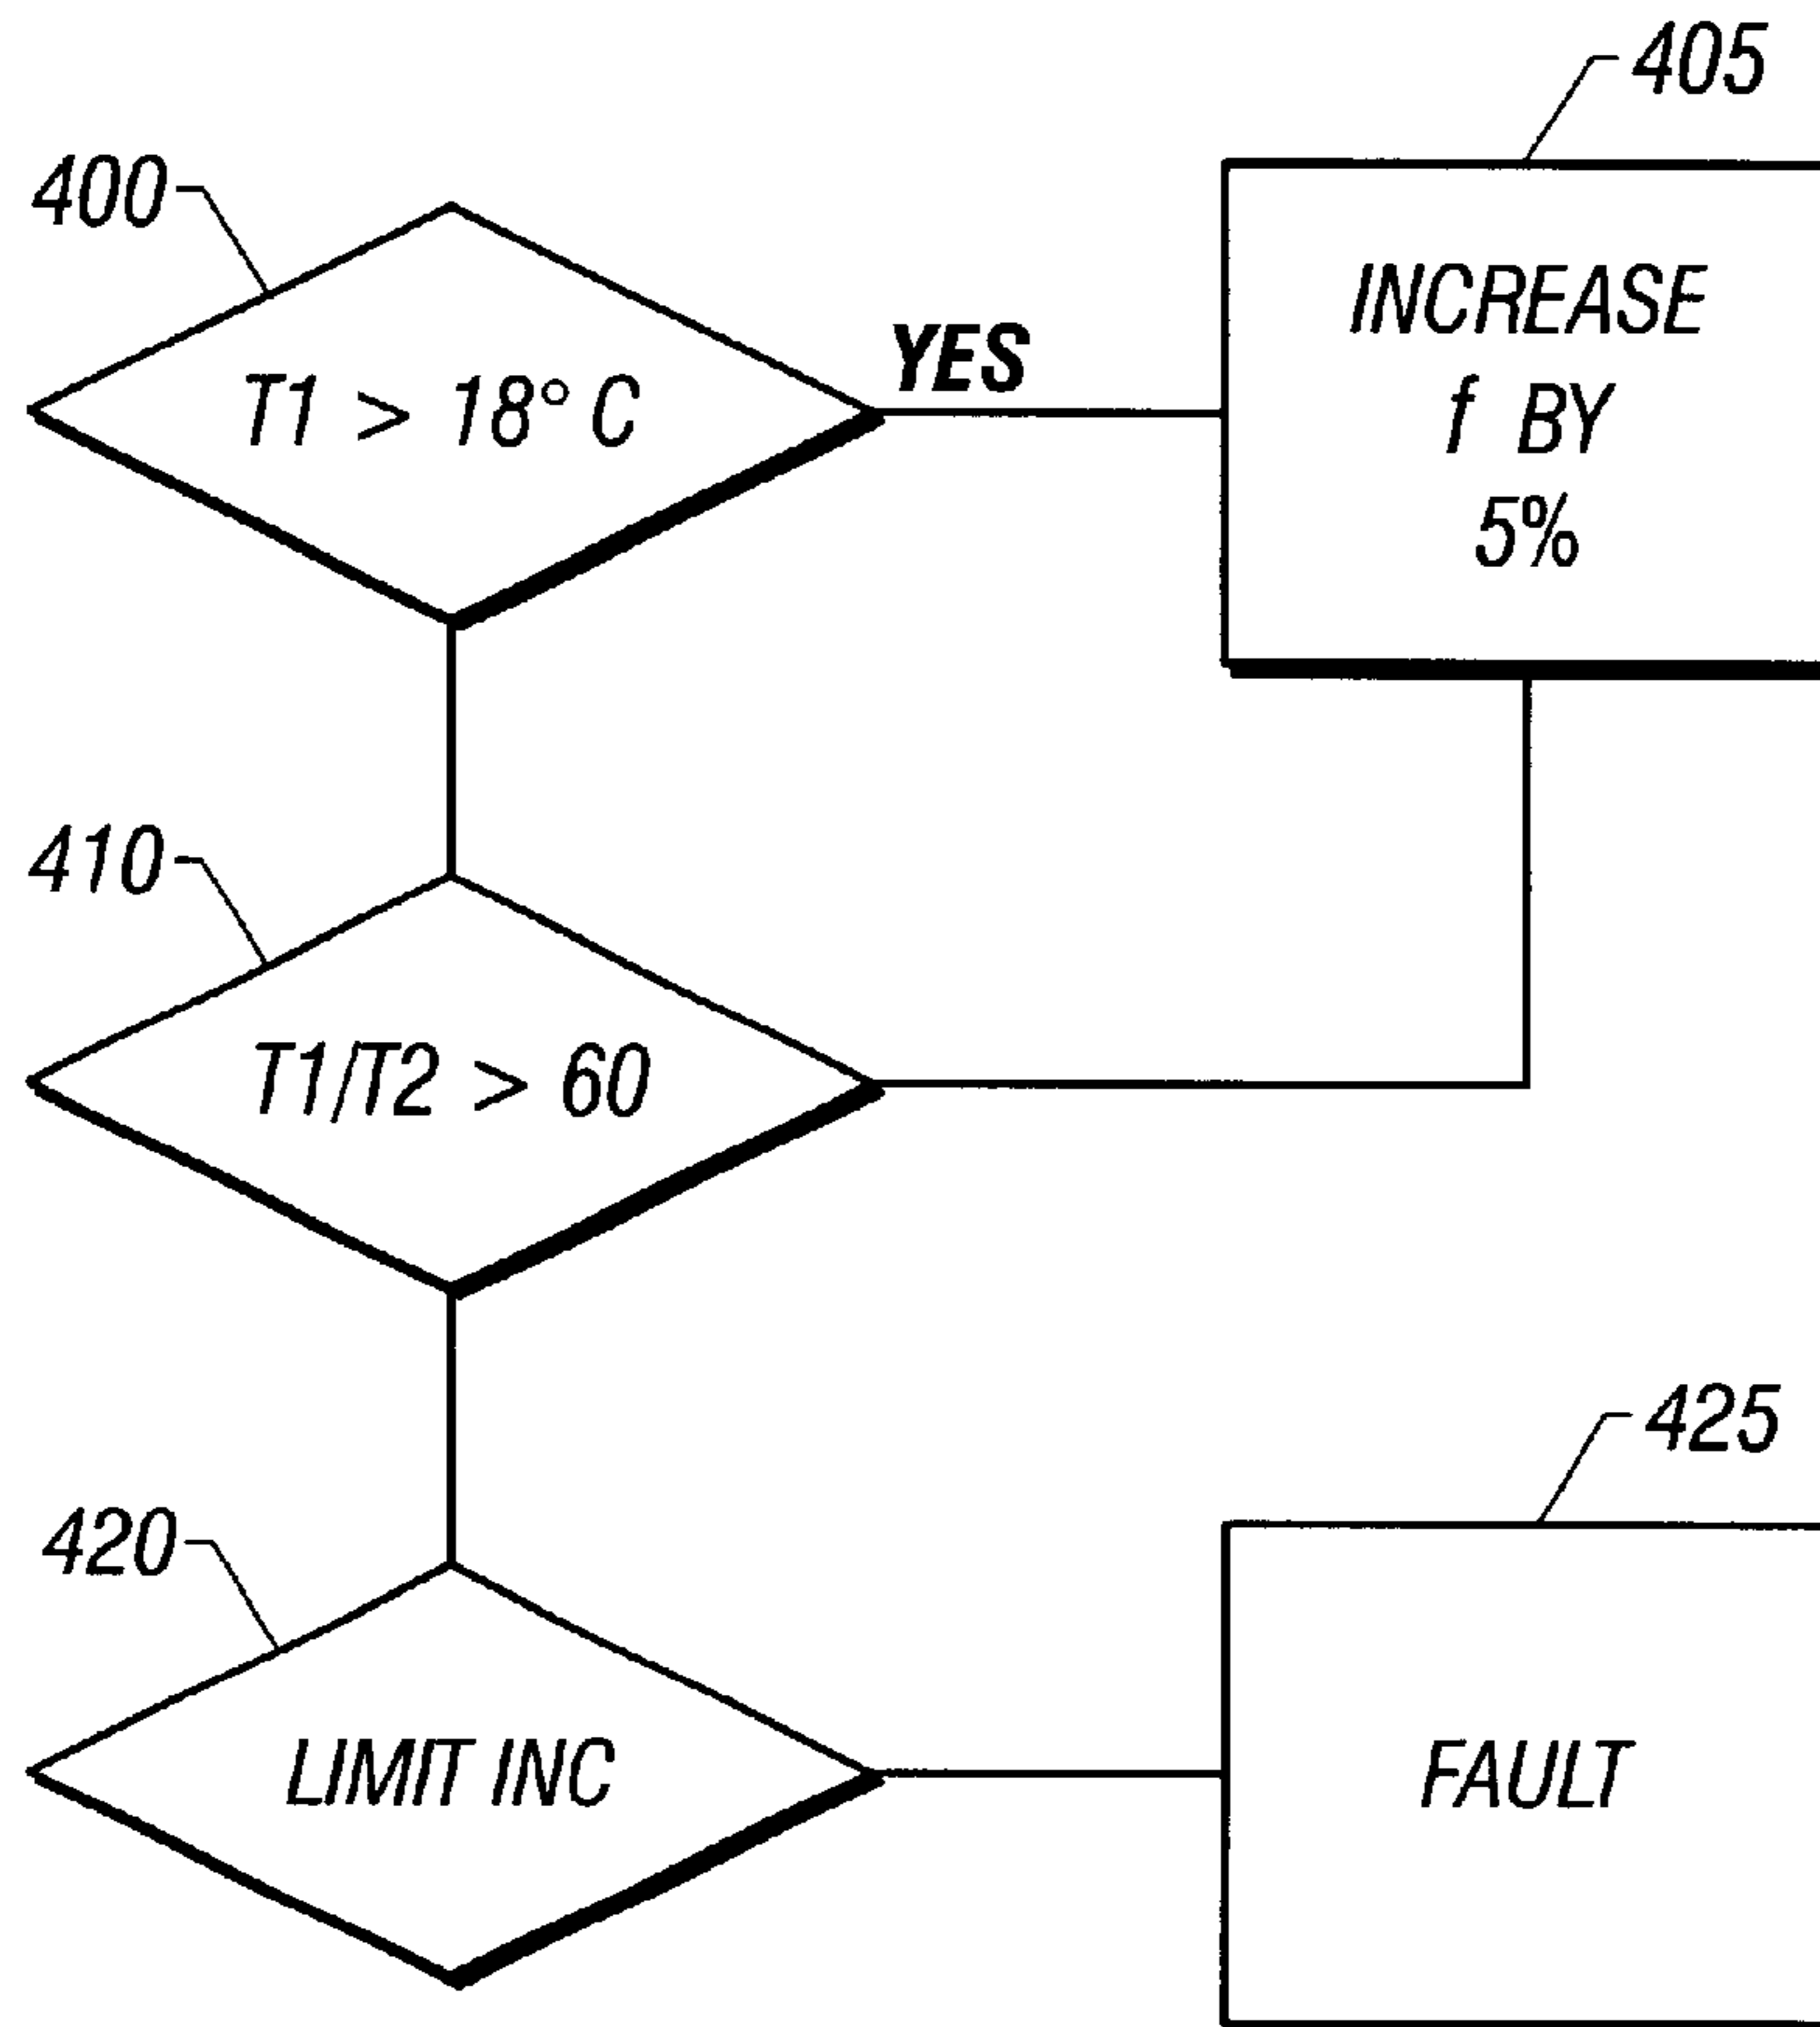 405
400
INCREASE
f BY
5%
YES
T1 > 18° C
410
T1/T2 > 60
425
420
LIMIT INC
FAULT